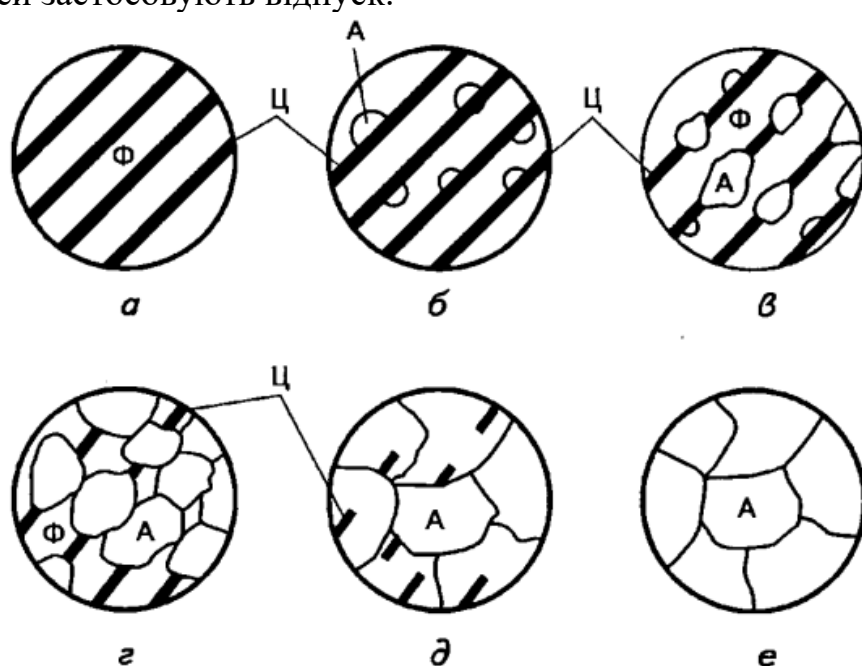 застосовують відпуск.
А
Ц Ц
Ф Ф
А
а б в
Ц
Ф А А А
г д е